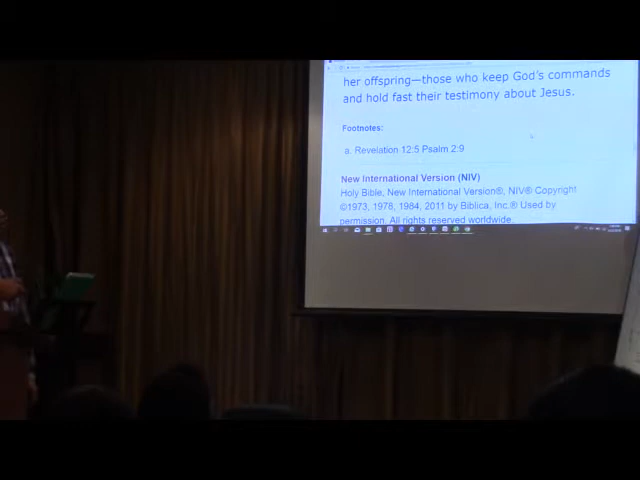 her offspring—those who keep God's commands
and hold fast their testimony about Jesus.
Footnotes:
a. Revelation 12:5 Psalm 2:9
New International Version (NIV)
Holy Bible, New International Version®, NIV® Copyright
©1973, 1978, 1984, 2011 by Biblica, Inc.® Used by
permission. All rights reserved worldwide.